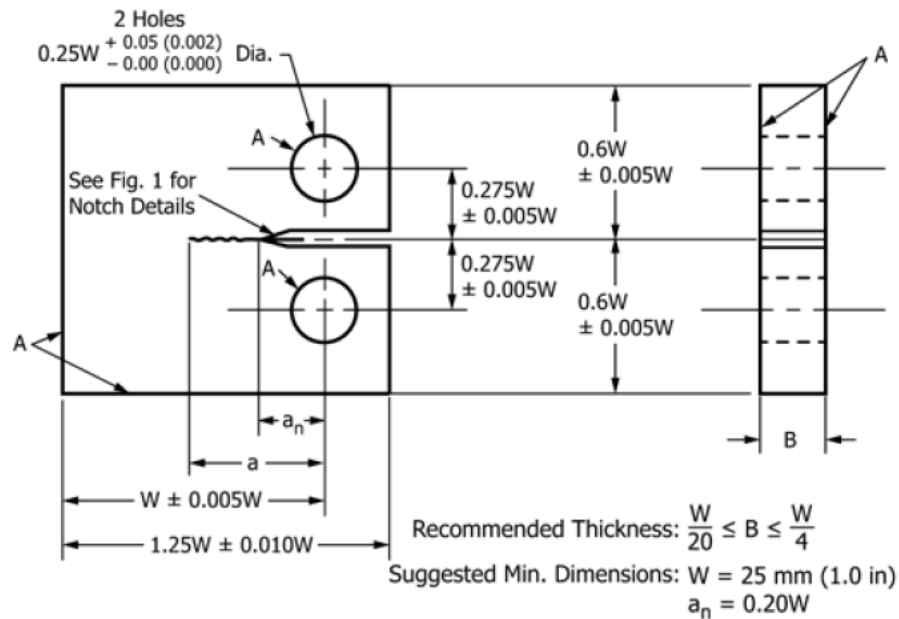 2 Holes
0.25W + 0.05 (0.002) Dia.
− 0.00 (0.000)
A
A
0.6W
± 0.005W
See Fig. 1 for
Notch Details
0.275W
± 0.005W
A
0.275W
± 0.005W
0.6W
± 0.005W
A
aₙ
B
a
W ± 0.005W
1.25W ± 0.010W
Recommended Thickness: W/20 ≤ B ≤ W/4
Suggested Min. Dimensions: W = 25 mm (1.0 in)
aₙ = 0.20W